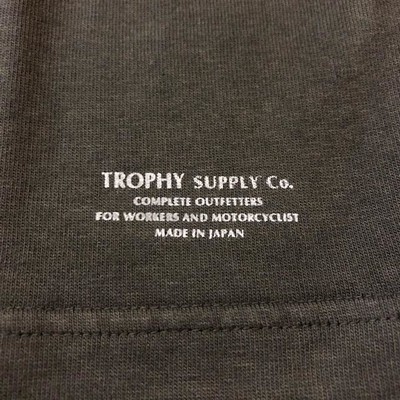 TROPHY SUPPLY Co.
COMPLETE OUTFETTERS
FOR WORKERS AND MOTORCYCLIST
MADE IN JAPAN